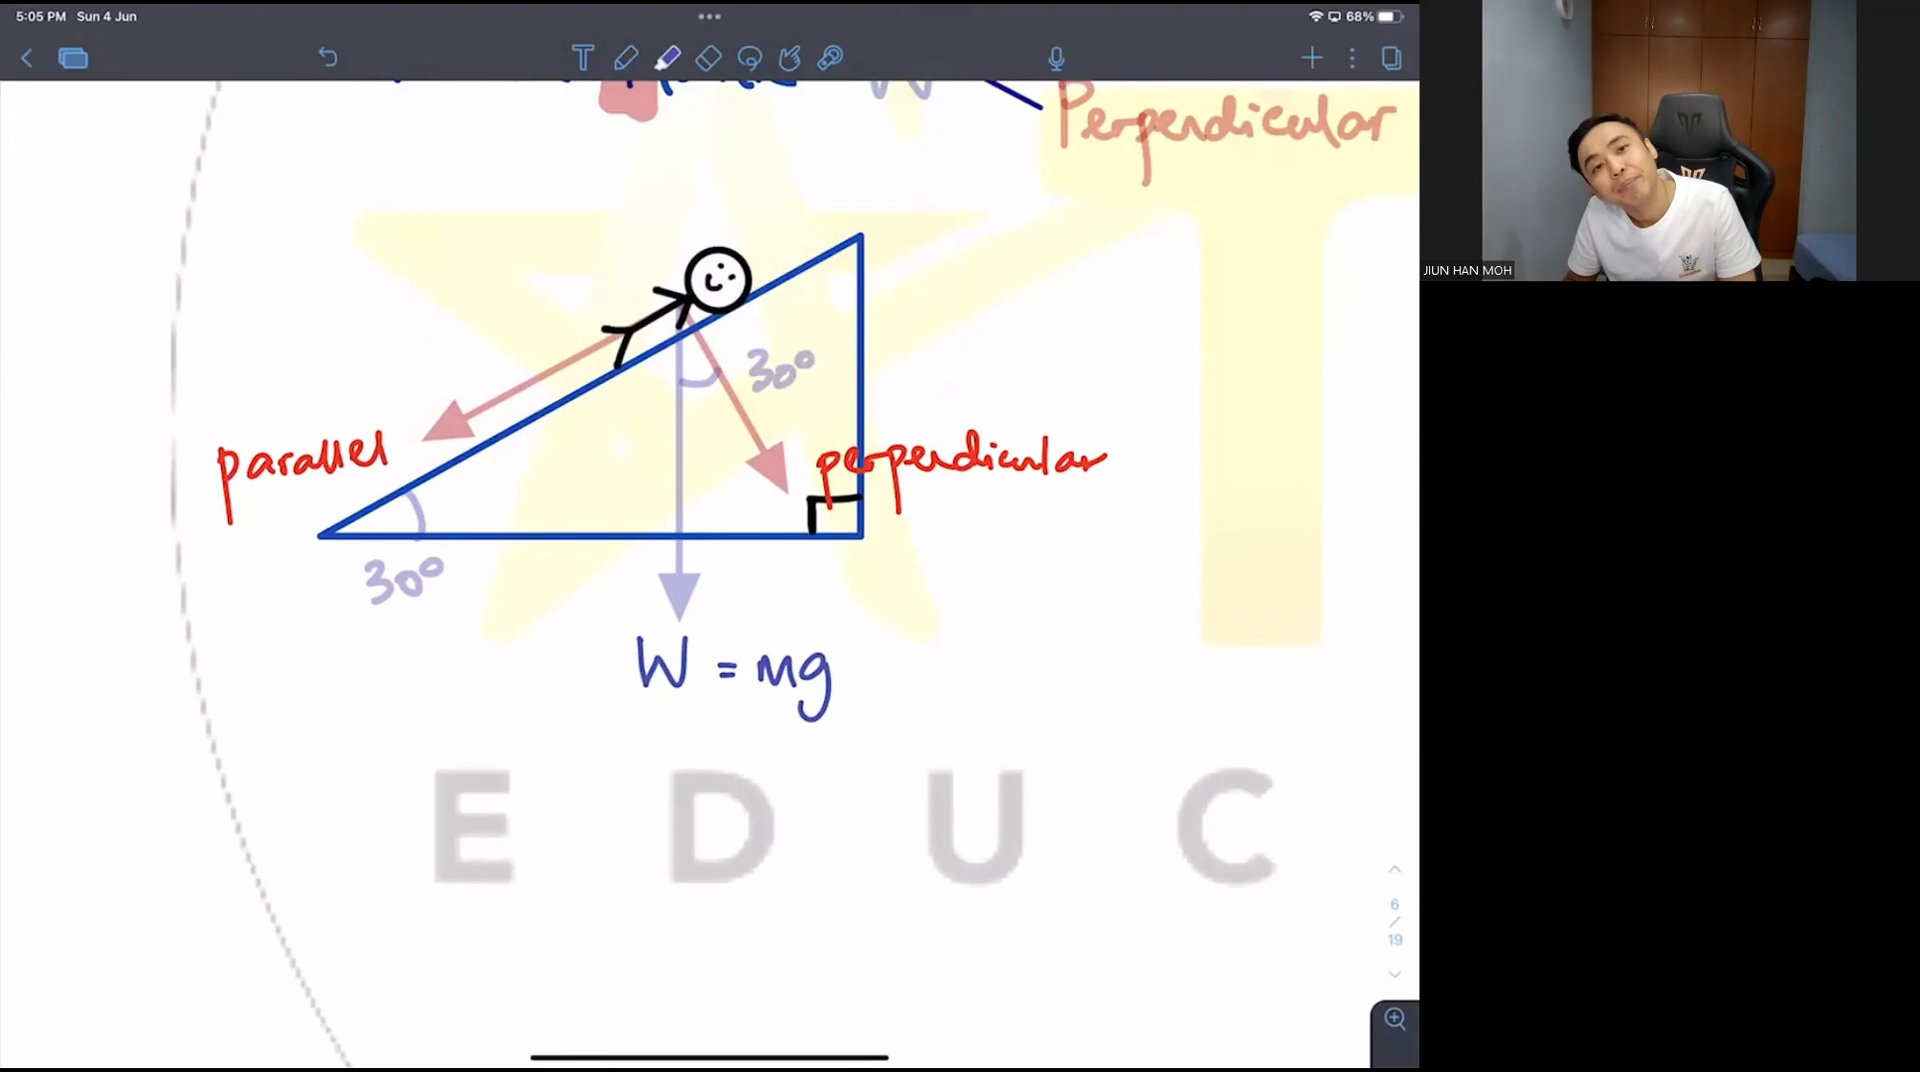 5:05 PM Sun 4 Jun
68%
T
Perpendicular
30°
parallel
perpendicular
30°
W = mg
E D U C
6
/
19
JIUN HAN MOH